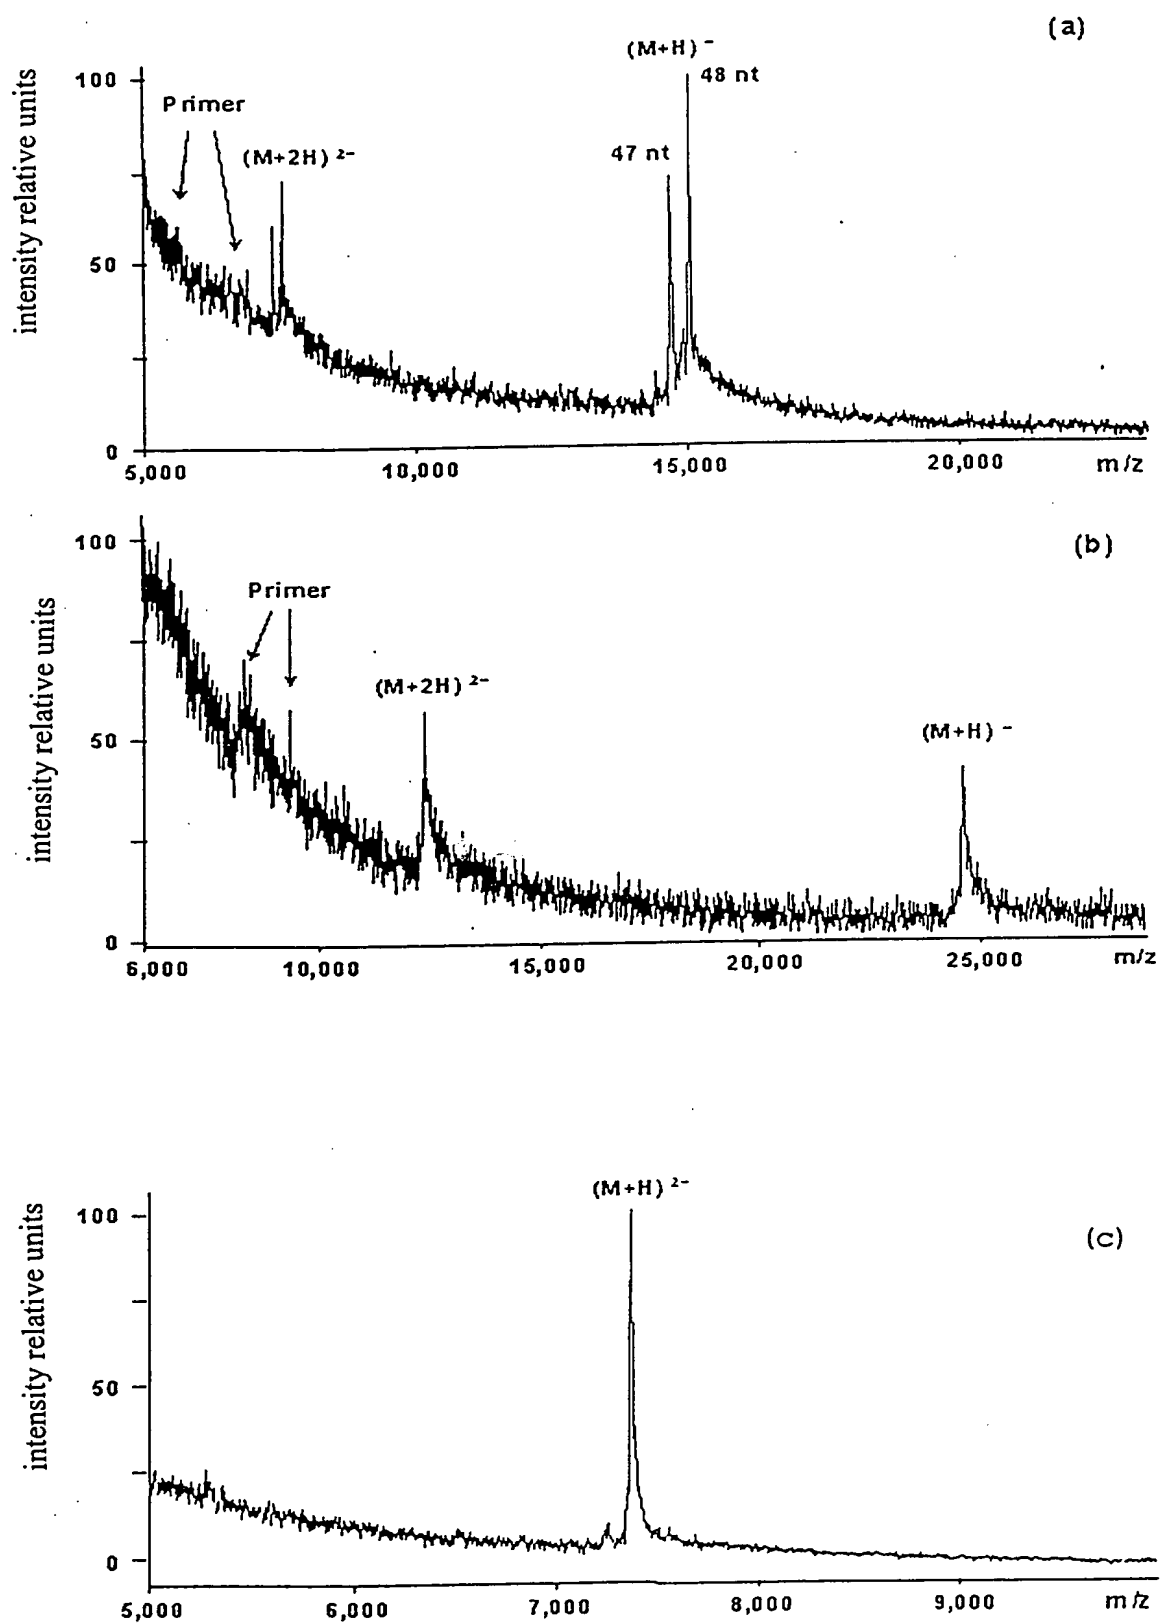 (a)
(M+H) ⁻
48 nt
47 nt
100
Primer
(M+2H) ²⁻
50
0
intensity relative units
5,000 10,000 15,000 20,000 m/z
(b)
100
Primer
(M+2H) ²⁻
(M+H) ⁻
50
0
intensity relative units
6,000 10,000 15,000 20,000 25,000 m/z
(M+H) ²⁻
(c)
100
50
0
intensity relative units
5,000 6,000 7,000 8,000 9,000 m/z